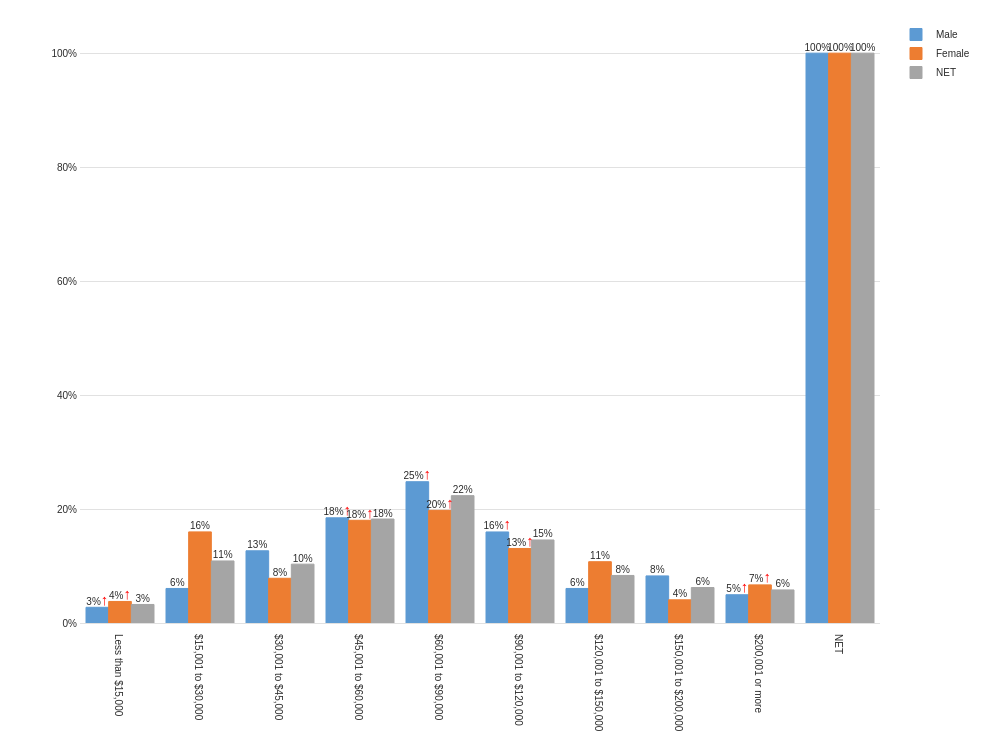 Male
Female
NET
100%
80%
60%
40%
20%
0%
3%↑ 4%↑ 3%
6% 16% 11%
13% 8% 10%
18%↑ 18%↑ 18%
25%↑ 20%↑ 22%
16%↑ 13%↑ 15%
6% 11% 8%
8% 4% 6%
5%↑ 7%↑ 6%
100% 100% 100%
Less than $15,000
$15,001 to $30,000
$30,001 to $45,000
$45,001 to $60,000
$60,001 to $90,000
$90,001 to $120,000
$120,001 to $150,000
$150,001 to $200,000
$200,001 or more
NET